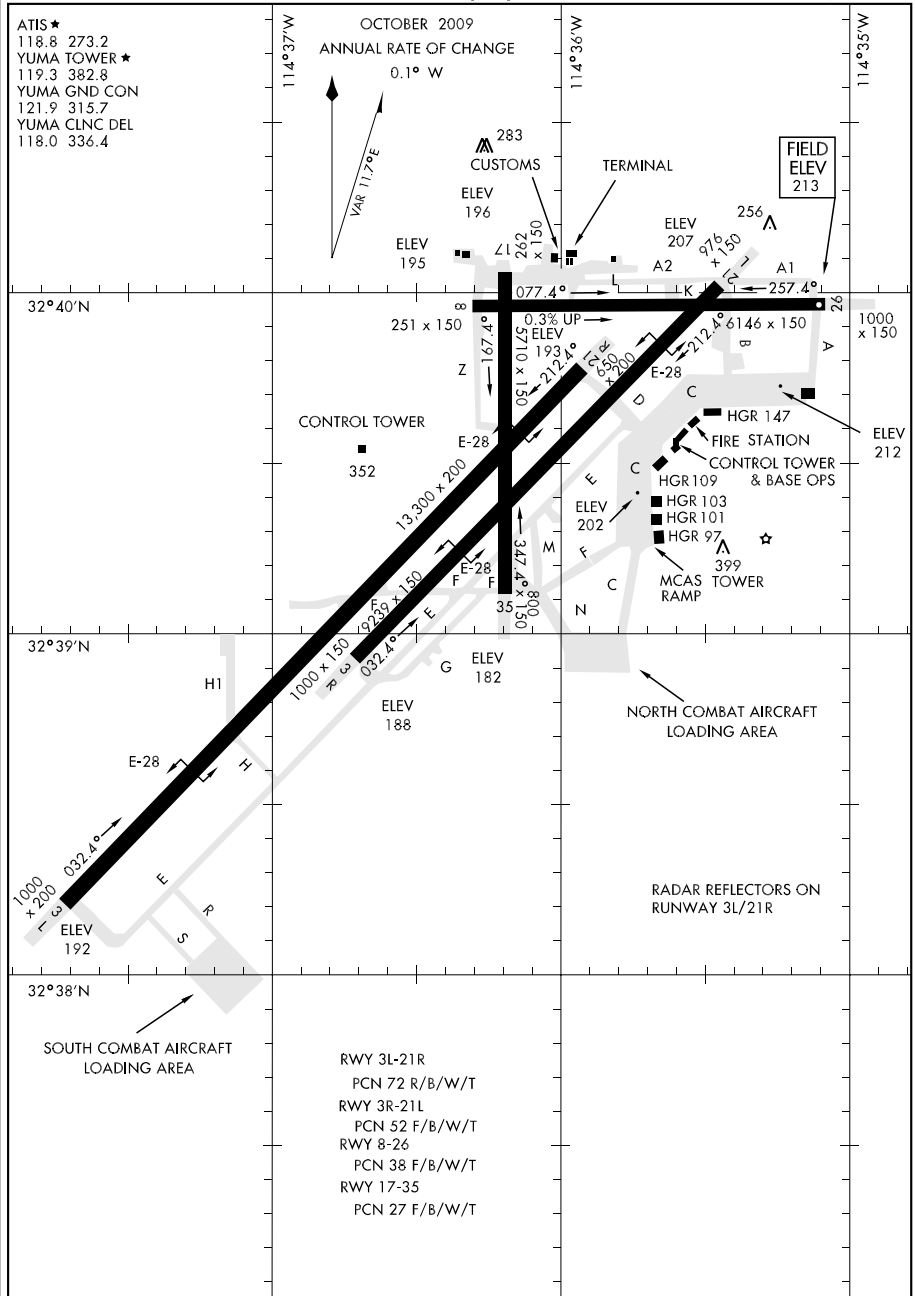 ATIS ★
118.8 273.2
YUMA TOWER ★
119.3 382.8
YUMA GND CON
121.9 315.7
YUMA CLNC DEL
118.0 336.4
OCTOBER 2009
ANNUAL RATE OF CHANGE
0.1° W
VAR 11.7°E
114°37'W
114°36'W
114°35'W
283
CUSTOMS
TERMINAL
FIELD
ELEV
213
ELEV
196
ELEV
195
17
262
x 150
ELEV
207
256
976
x 150
21L
L
A2
K
A1
32°40'N
8
077.4°
257.4°
26
251 x 150
0.3% UP
6146 x 150
1000
x 150
ELEV
193
167.4°
5710 x 150
212.4°
21R
650
x 200
212.4°
E-28
B
A
Z
D
C
HGR 147
FIRE STATION
CONTROL TOWER
& BASE OPS
ELEV
212
CONTROL TOWER
352
E-28
13,300 x 200
E
C
HGR 109
HGR 103
HGR 101
HGR 97
ELEV
202
399
TOWER
MCAS
RAMP
M
F
C
N
347.4°
E-28
F
F
F
35
800
x 150
9239 x 150
E
32°39'N
1000 x 150
3R
032.4°
G
ELEV
182
ELEV
188
H1
NORTH COMBAT AIRCRAFT
LOADING AREA
E-28
H
032.4°
1000
x 200
3L
ELEV
192
E
R
S
RADAR REFLECTORS ON
RUNWAY 3L/21R
32°38'N
SOUTH COMBAT AIRCRAFT
LOADING AREA
RWY 3L-21R
PCN 72 R/B/W/T
RWY 3R-21L
PCN 52 F/B/W/T
RWY 8-26
PCN 38 F/B/W/T
RWY 17-35
PCN 27 F/B/W/T